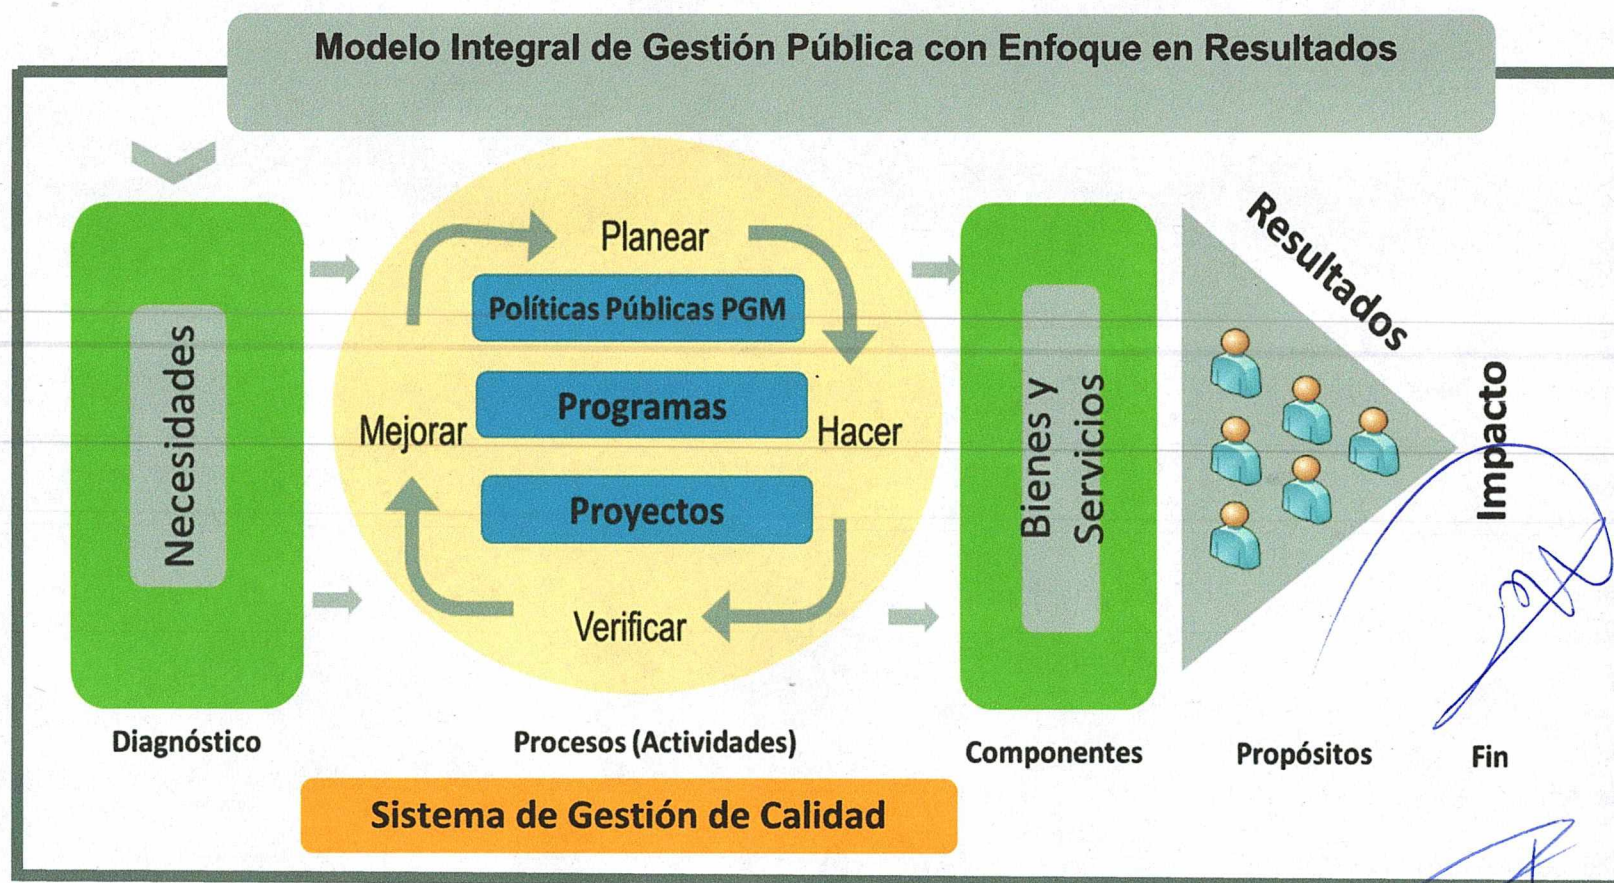 Modelo Integral de Gestión Pública con Enfoque en Resultados
Necesidades
Planear
Políticas Públicas PGM
Programas
Proyectos
Mejorar
Hacer
Verificar
Bienes y
Servicios
Resultados
Impacto
Diagnóstico
Procesos (Actividades)
Componentes
Propósitos
Fin
Sistema de Gestión de Calidad